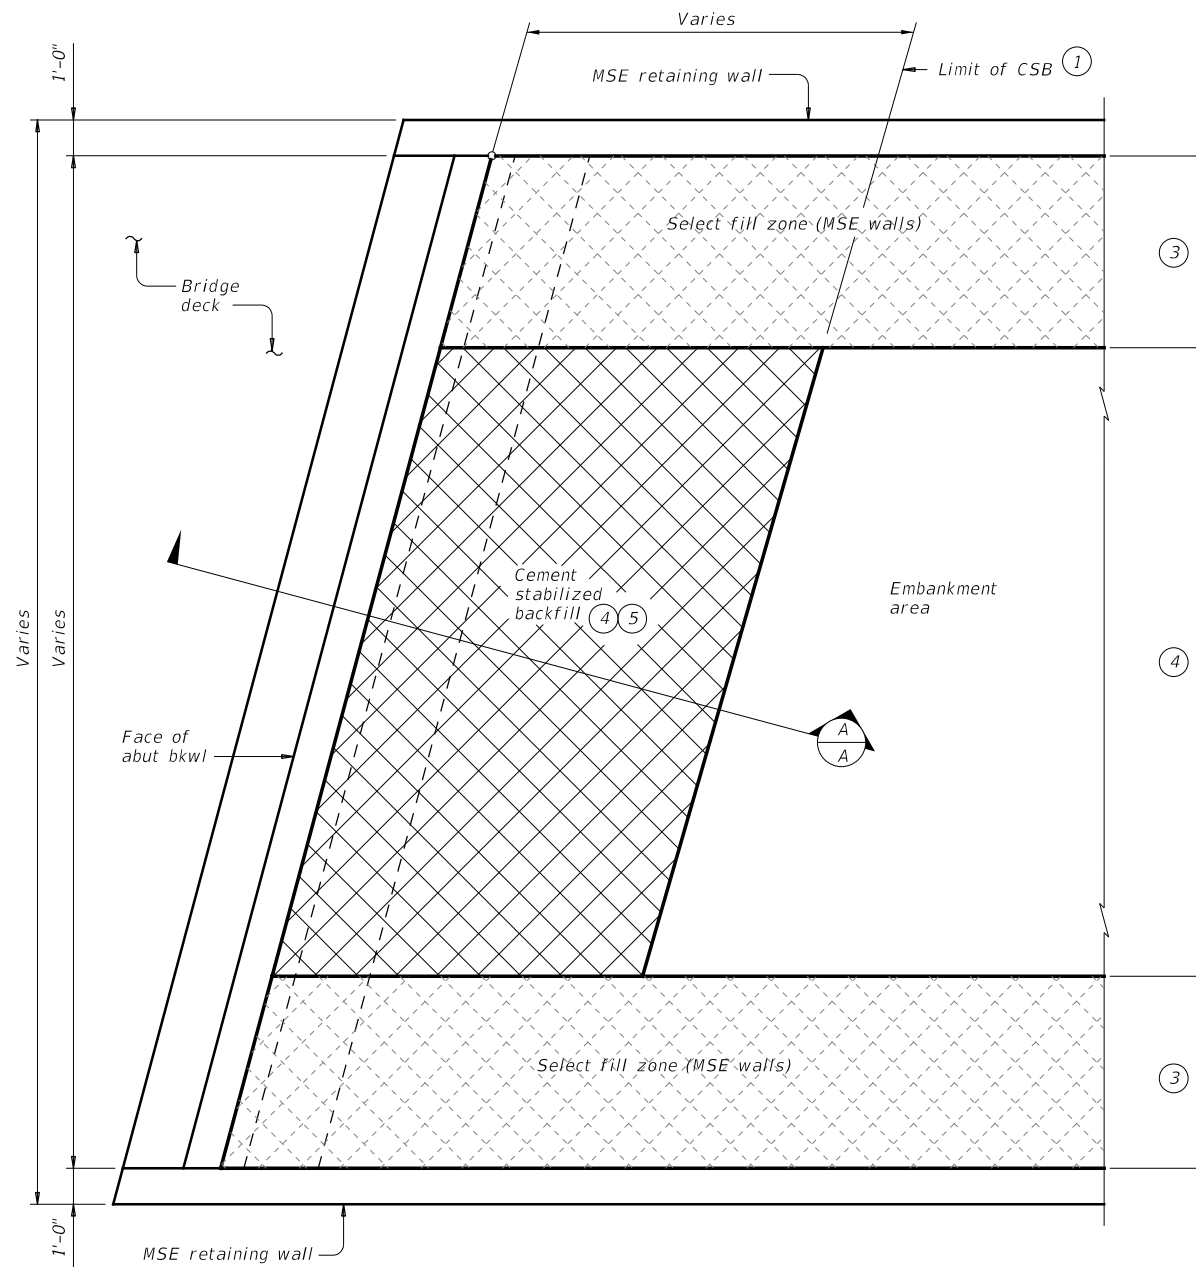 Varies
1'-0"
MSE retaining wall
Limit of CSB 1
Select fill zone (MSE walls)
3
Bridge
deck
Cement
stabilized
backfill 4 5
Embankment
area
Varies
Varies
4
Face of
abut bkwl
A
A
Select fill zone (MSE walls)
3
1'-0"
MSE retaining wall